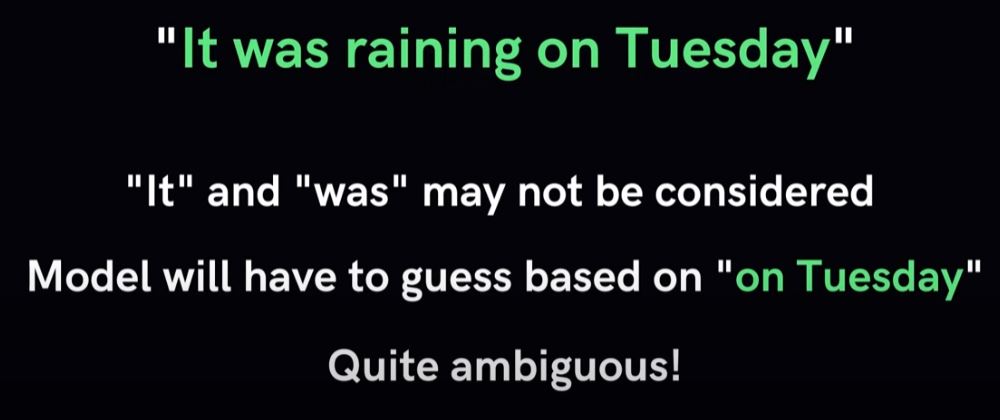 "It was raining on Tuesday"
"It" and "was" may not be considered
Model will have to guess based on "on Tuesday"
Quite ambiguous!